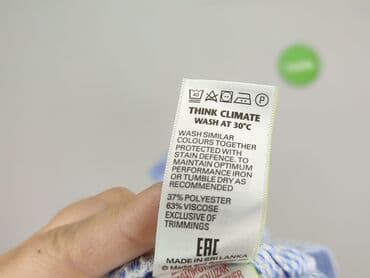 THINK CLIMATE
WASH AT 30°C
WASH SIMILAR
COLOURS TOGETHER
PROTECTED WITH
STAIN DEFENCE. TO
MAINTAIN OPTIMUM
PERFORMANCE IRON
OR TUMBLE DRY AS
RECOMMENDED
37% POLYESTER
63% VISCOSE
EXCLUSIVE OF
TRIMMINGS
EAC
MADE IN SRI LANKA